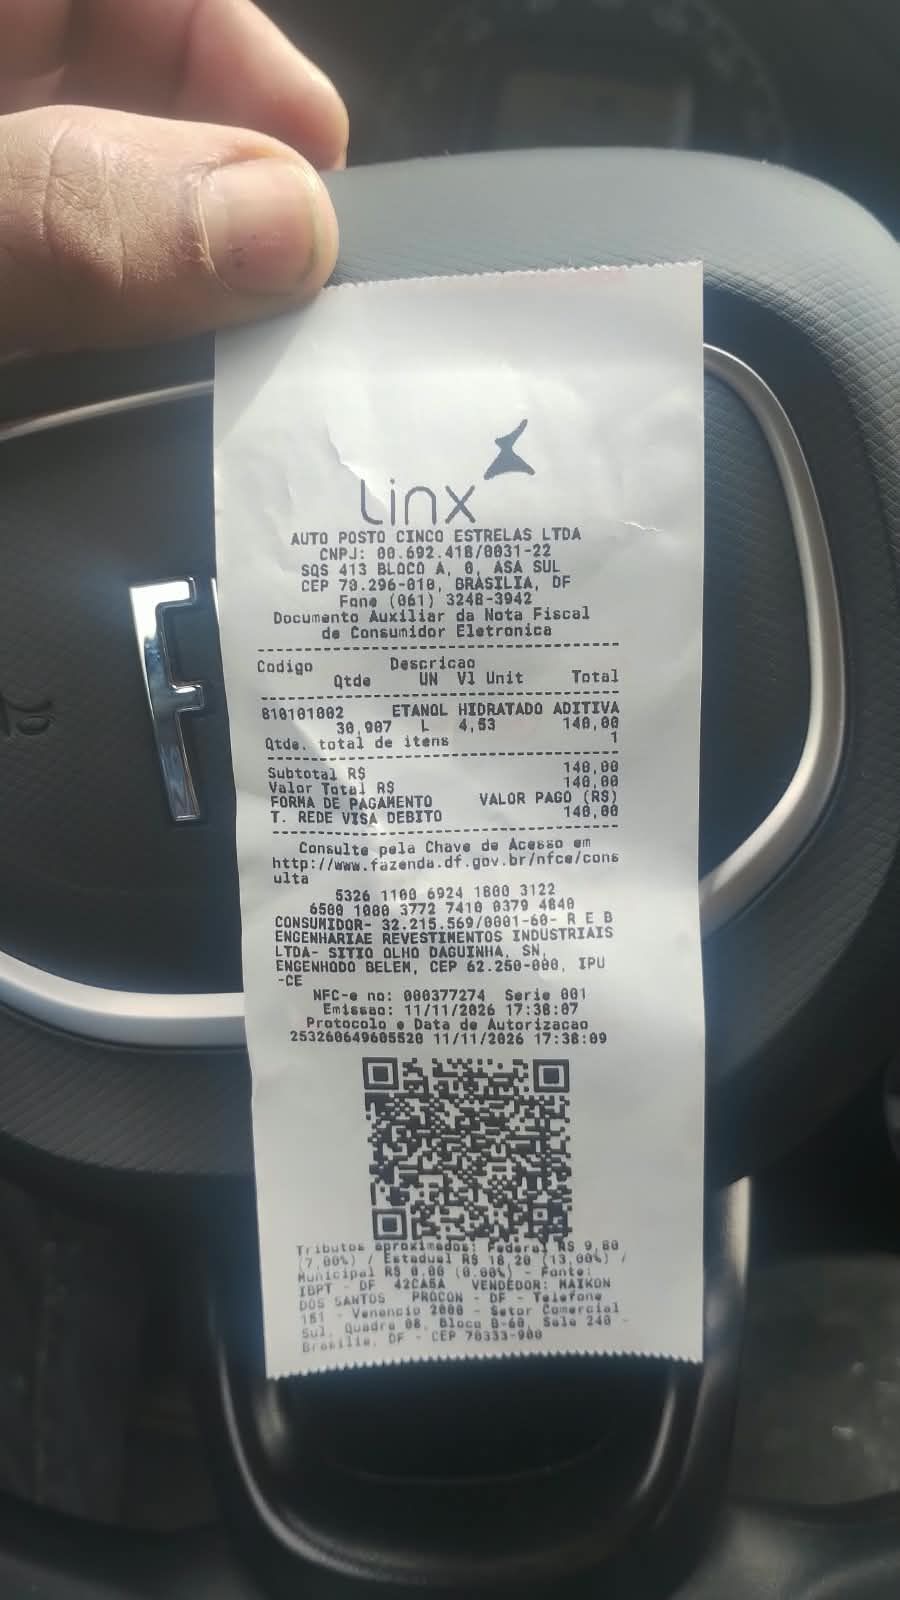 Linx
AUTO POSTO CINCO ESTRELAS LTDA
CNPJ: 00.692.418/0031-22
SQS 413 BLOCO A, 0, ASA SUL
CEP 70.296-010, BRASILIA, DF
Fone (061) 3248-3942
Documento Auxiliar da Nota Fiscal
de Consumidor Eletronica
Codigo Descricao
Qtde UN Vl Unit Total
810101002 ETANOL HIDRATADO ADITIVA
30,907 L 4,53 140,00
Qtde. total de itens 1
Subtotal R$ 140,00
Valor Total R$ 140,00
FORMA DE PAGAMENTO VALOR PAGO (R$)
T. REDE VISA DEBITO 140,00
Consulte pela Chave de Acesso em
http://www.fazenda.df.gov.br/nfce/cons
ulta
5326 1100 6924 1800 3122
6500 1000 3772 7410 0379 4840
CONSUMIDOR- 32.215.569/0001-60- R E B
ENGENHARIAE REVESTIMENTOS INDUSTRIAIS
LTDA- SITIO OLHO DAGUINHA, SN,
ENGENHODO BELEM, CEP 62.250-000, IPU
-CE
NFC-e no: 000377274 Serie 001
Emissao: 11/11/2026 17:38:07
Protocolo e Data de Autorizacao
253260649605520 11/11/2026 17:38:09
Tributos aproximados: Federal R$ 9,80
(7,00%) / Estadual R$ 18,20 (13,00%) /
Municipal R$ 0,00 (0,00%) - Fonte:
IBPT - DF 42CA5A VENDEDOR: MAIKON
DOS SANTOS PROCON - DF - Telefone
151 - Venancio 2000 - Setor Comercial
Sul, Quadra 08, Bloco B-60, Sala 240 -
Brasilia, DF - CEP 70333-900
F